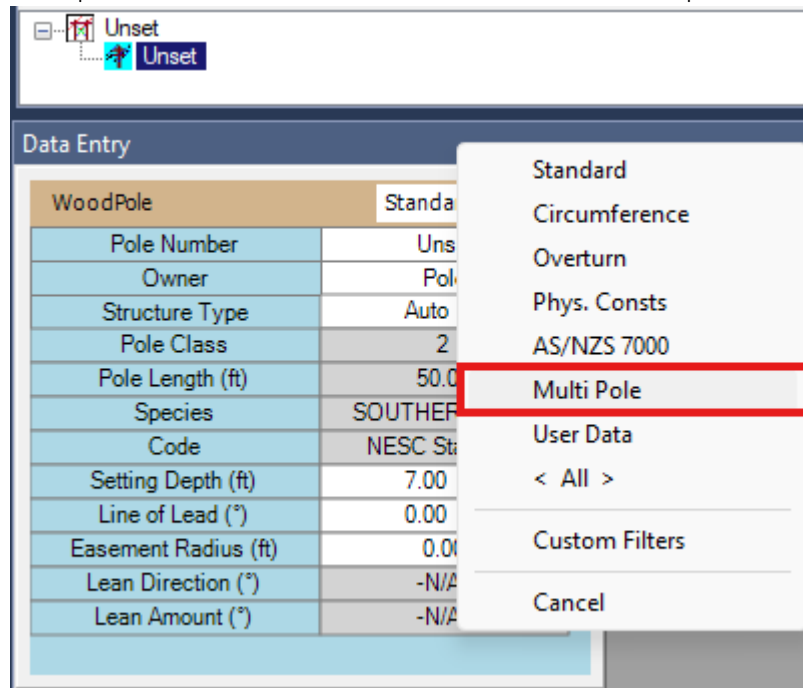 Unset
Unset
Data Entry
WoodPole Standa
Pole Number Uns
Owner Pol
Structure Type Auto
Pole Class 2
Pole Length (ft) 50.0
Species SOUTHER
Code NESC Sta
Setting Depth (ft) 7.00
Line of Lead (°) 0.00
Easement Radius (ft) 0.00
Lean Direction (°) -N/A
Lean Amount (°) -N/A
Standard
Circumference
Overturn
Phys. Consts
AS/NZS 7000
Multi Pole
User Data
< All >
Custom Filters
Cancel